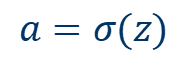 a = σ(z)